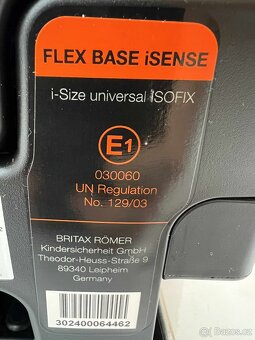 FLEX BASE iSENSE
i-Size universal ISOFIX
E1
030060
UN Regulation
No. 129/03
BRITAX RÖMER
Kindersicherheit GmbH
Theodor-Heuss-Straße 9
89340 Leipheim
Germany
302400064462
Bazoš.cz